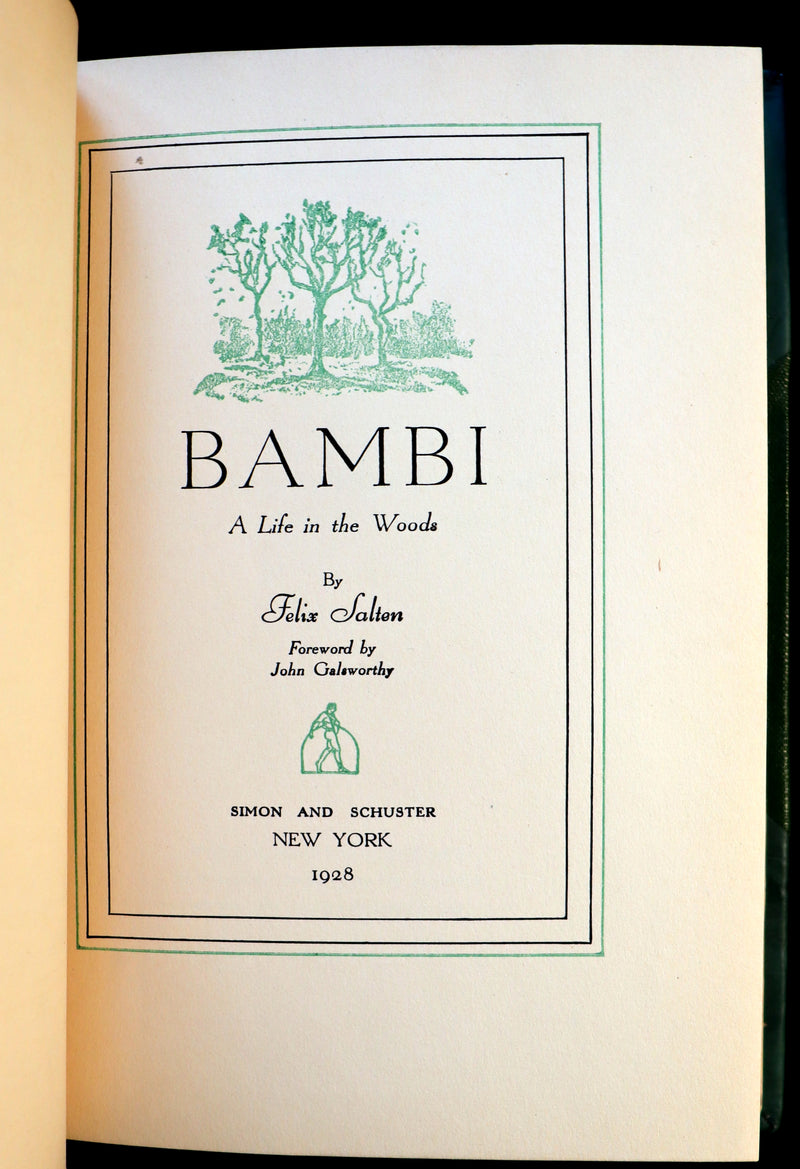 BAMBI
A Life in the Woods
By
Felix Salten
Foreword by
John Galsworthy
SIMON AND SCHUSTER
NEW YORK
1928